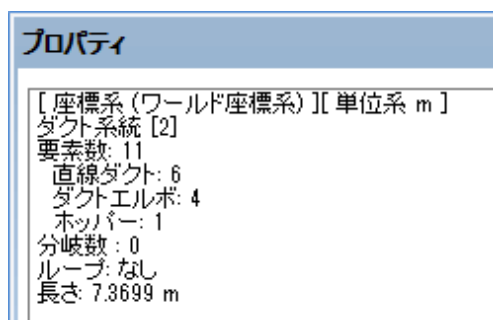 プロパティ
[ 座標系 (ワールド座標系) ][ 単位系 m ]
ダクト系統 [2]
要素数: 11
直線ダクト: 6
ダクトエルボ: 4
ホッパー: 1
分岐数 : 0
ループ: なし
長さ: 7.3699 m